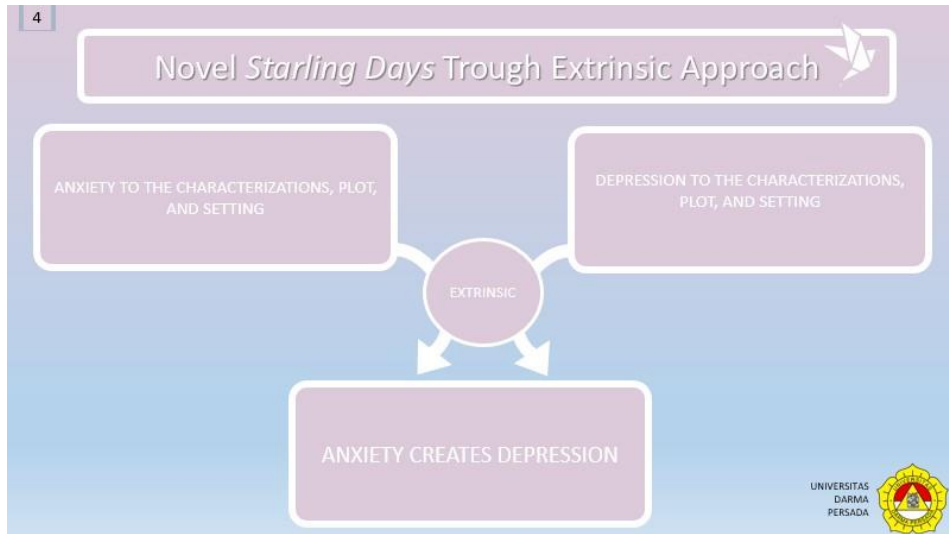 4
Novel Starling Days Trough Extrinsic Approach
ANXIETY TO THE CHARACTERIZATIONS, PLOT,
AND SETTING
DEPRESSION TO THE CHARACTERIZATIONS,
PLOT, AND SETTING
EXTRINSIC
ANXIETY CREATES DEPRESSION
UNIVERSITAS
DARMA
PERSADA